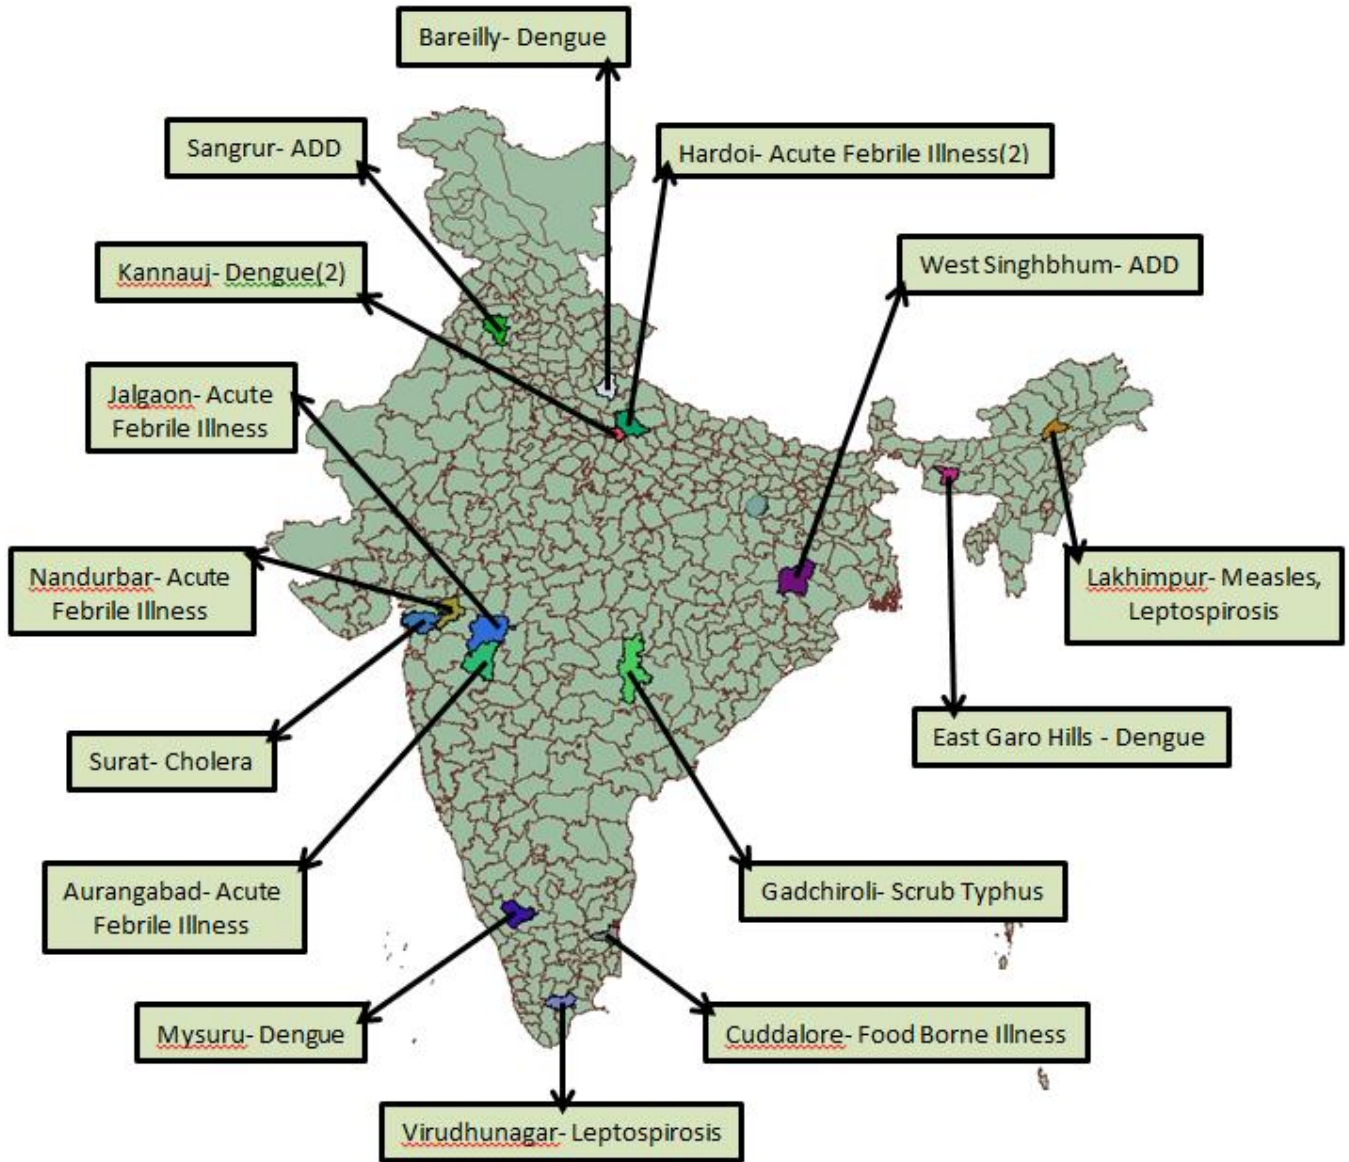 Bareilly- Dengue
Sangrur- ADD
Hardoi- Acute Febrile Illness(2)
Kannauj- Dengue(2)
West Singhbhum- ADD
Jalgaon- Acute
Febrile Illness
Nandurbar- Acute
Febrile Illness
Lakhimpur- Measles,
Leptospirosis
East Garo Hills - Dengue
Surat- Cholera
Aurangabad- Acute
Febrile Illness
Gadchiroli- Scrub Typhus
Mysuru- Dengue
Cuddalore- Food Borne Illness
Virudhunagar- Leptospirosis